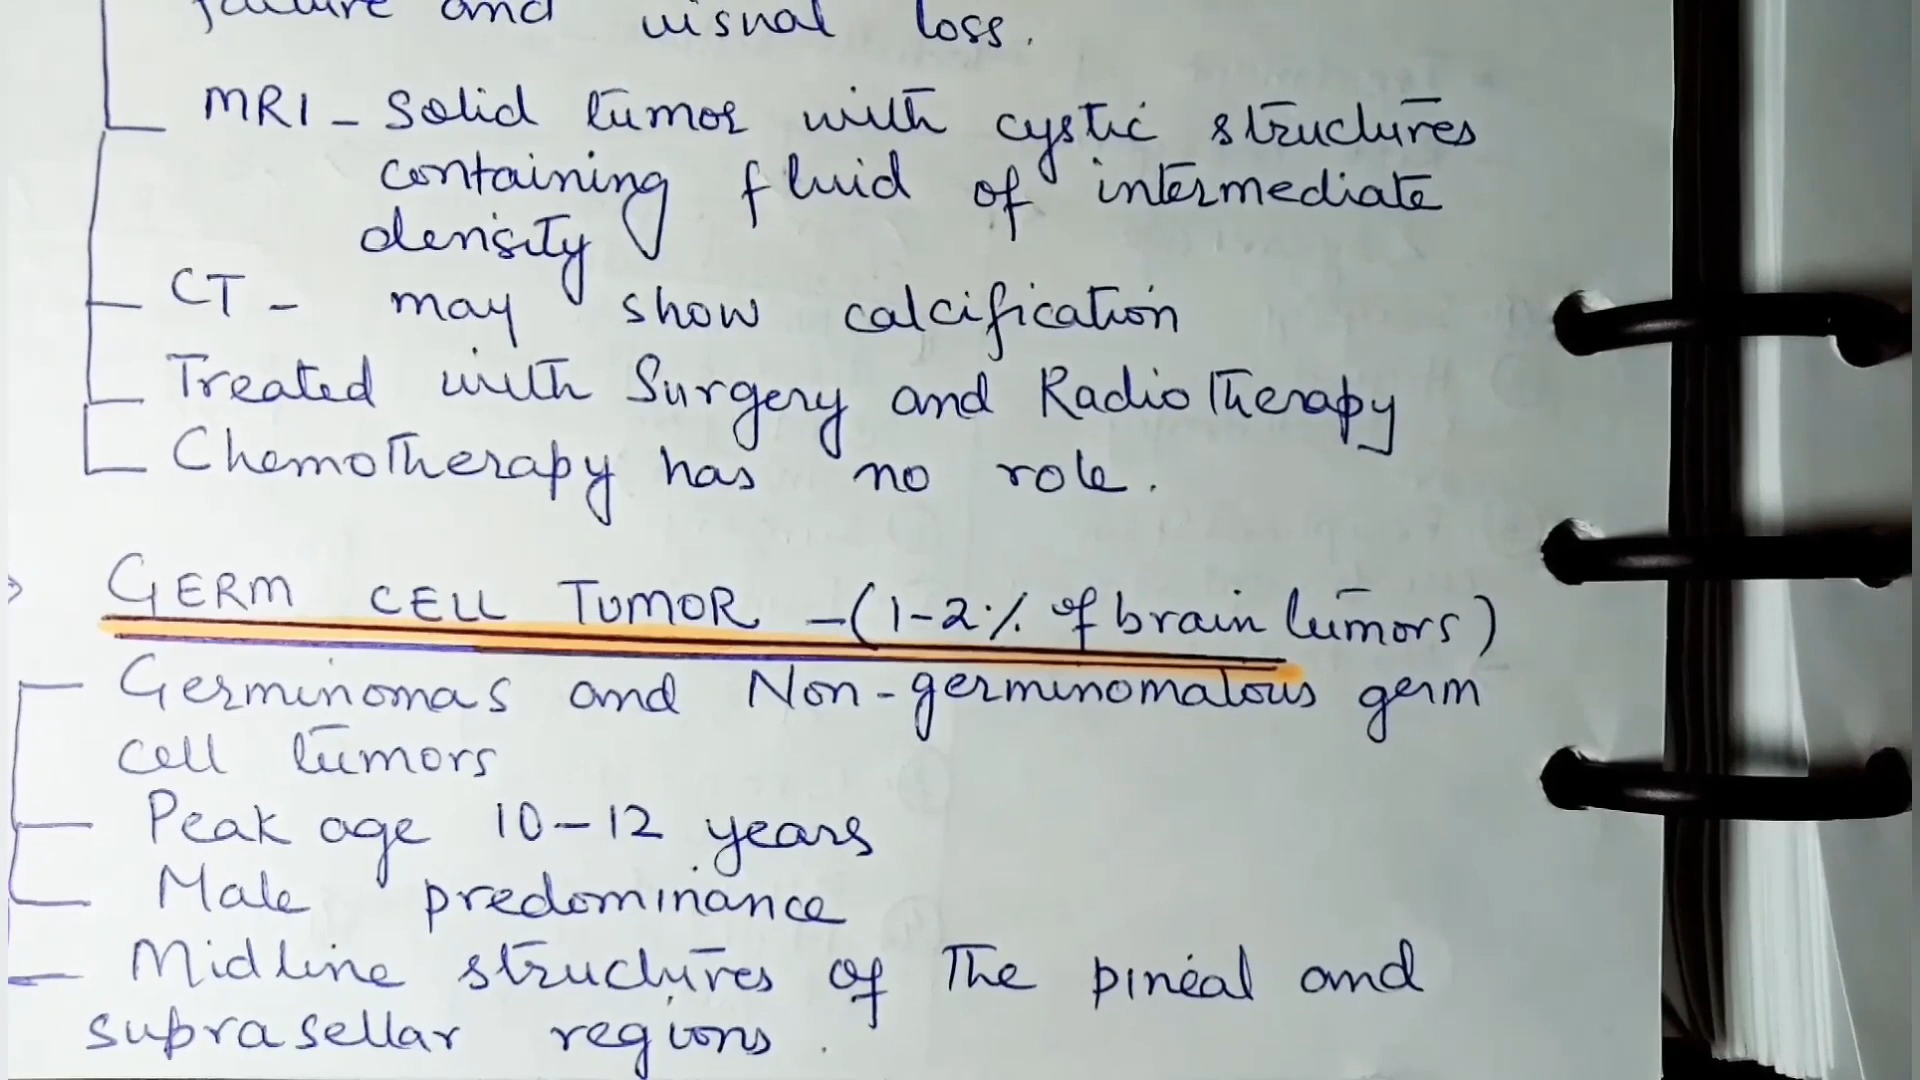 failure and visual loss.
MRI - Solid tumor with cystic structures
containing fluid of intermediate
density
CT - may show calcification
Treated with Surgery and Radiotherapy
Chemotherapy has no role.
GERM CELL TUMOR - (1-2% of brain tumors)
Germinomas and Non-germinomatous germ
cell tumors
Peak age 10-12 years
Male predominance
Midline structures of the pineal and
suprasellar regions.